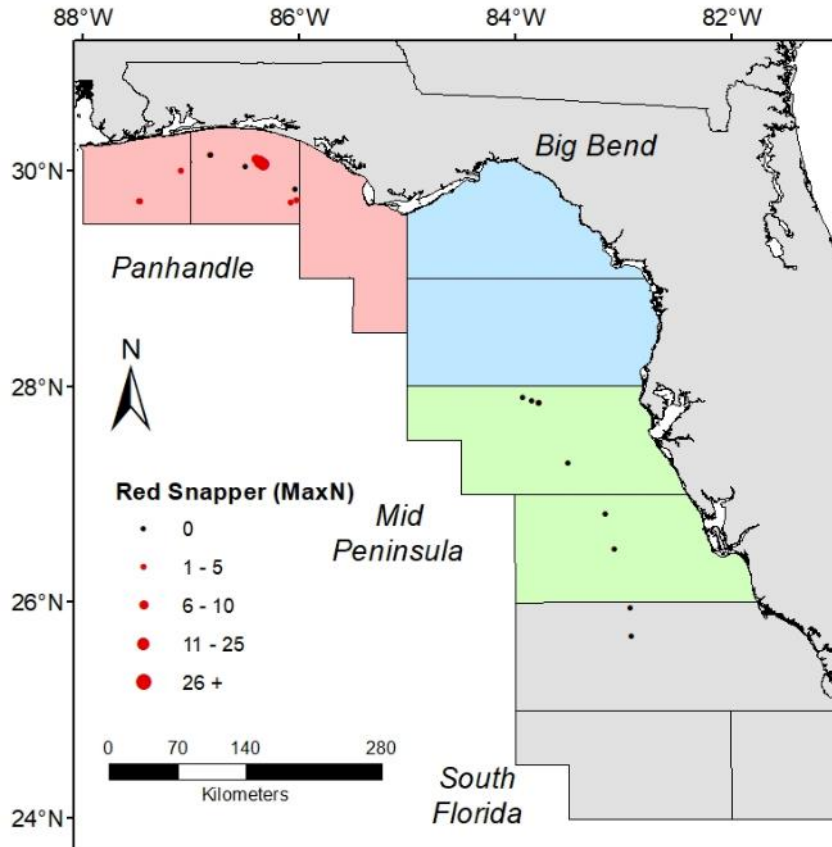 88°W 86°W 84°W 82°W
Big Bend
30°N
Panhandle
N
28°N
Red Snapper (MaxN)
0
1 - 5
Mid
Peninsula
6 - 10
26°N
11 - 25
26 +
0 70 140 280
Kilometers
South
Florida
24°N